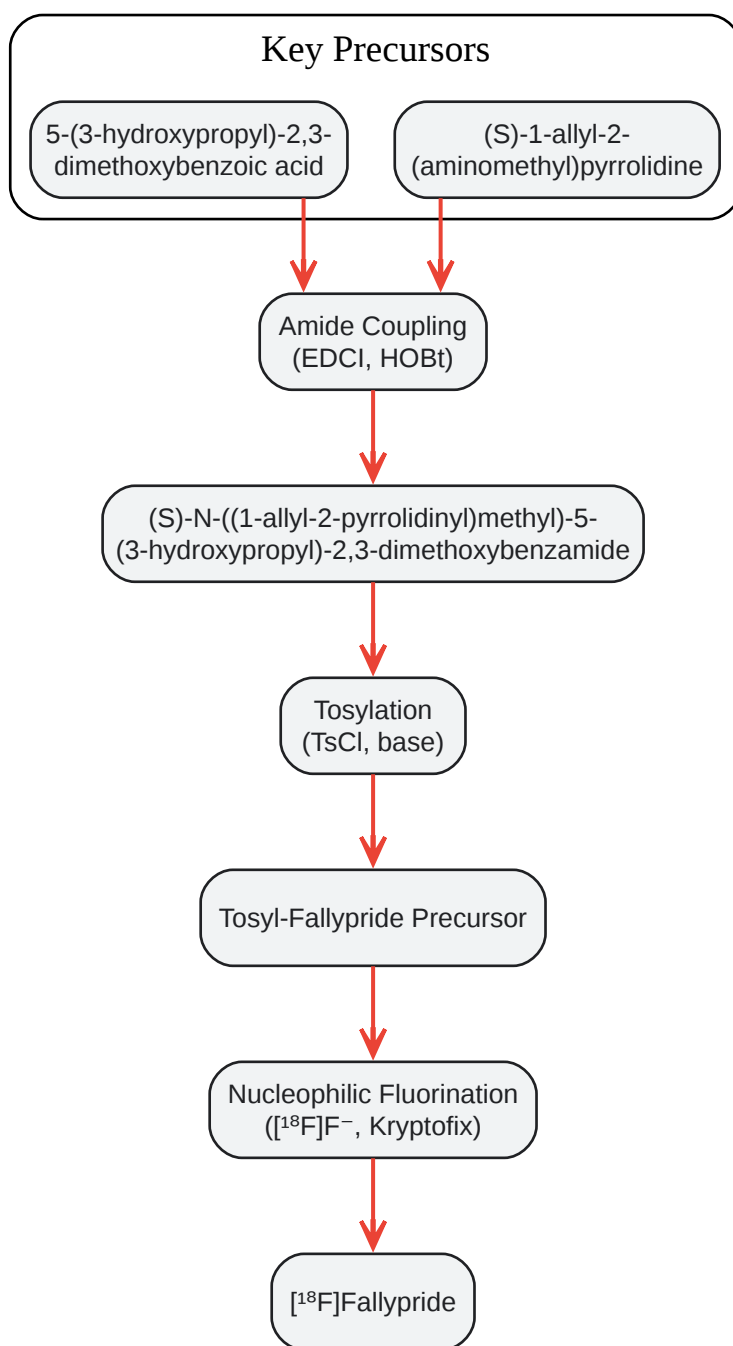 Key Precursors
5-(3-hydroxypropyl)-2,3-
dimethoxybenzoic acid
(S)-1-allyl-2-
(aminomethyl)pyrrolidine
Amide Coupling
(EDCI, HOBt)
(S)-N-((1-allyl-2-pyrrolidinyl)methyl)-5-
(3-hydroxypropyl)-2,3-dimethoxybenzamide
Tosylation
(TsCl, base)
Tosyl-Fallypride Precursor
Nucleophilic Fluorination
([¹⁸F]F⁻, Kryptofix)
[¹⁸F]Fallypride